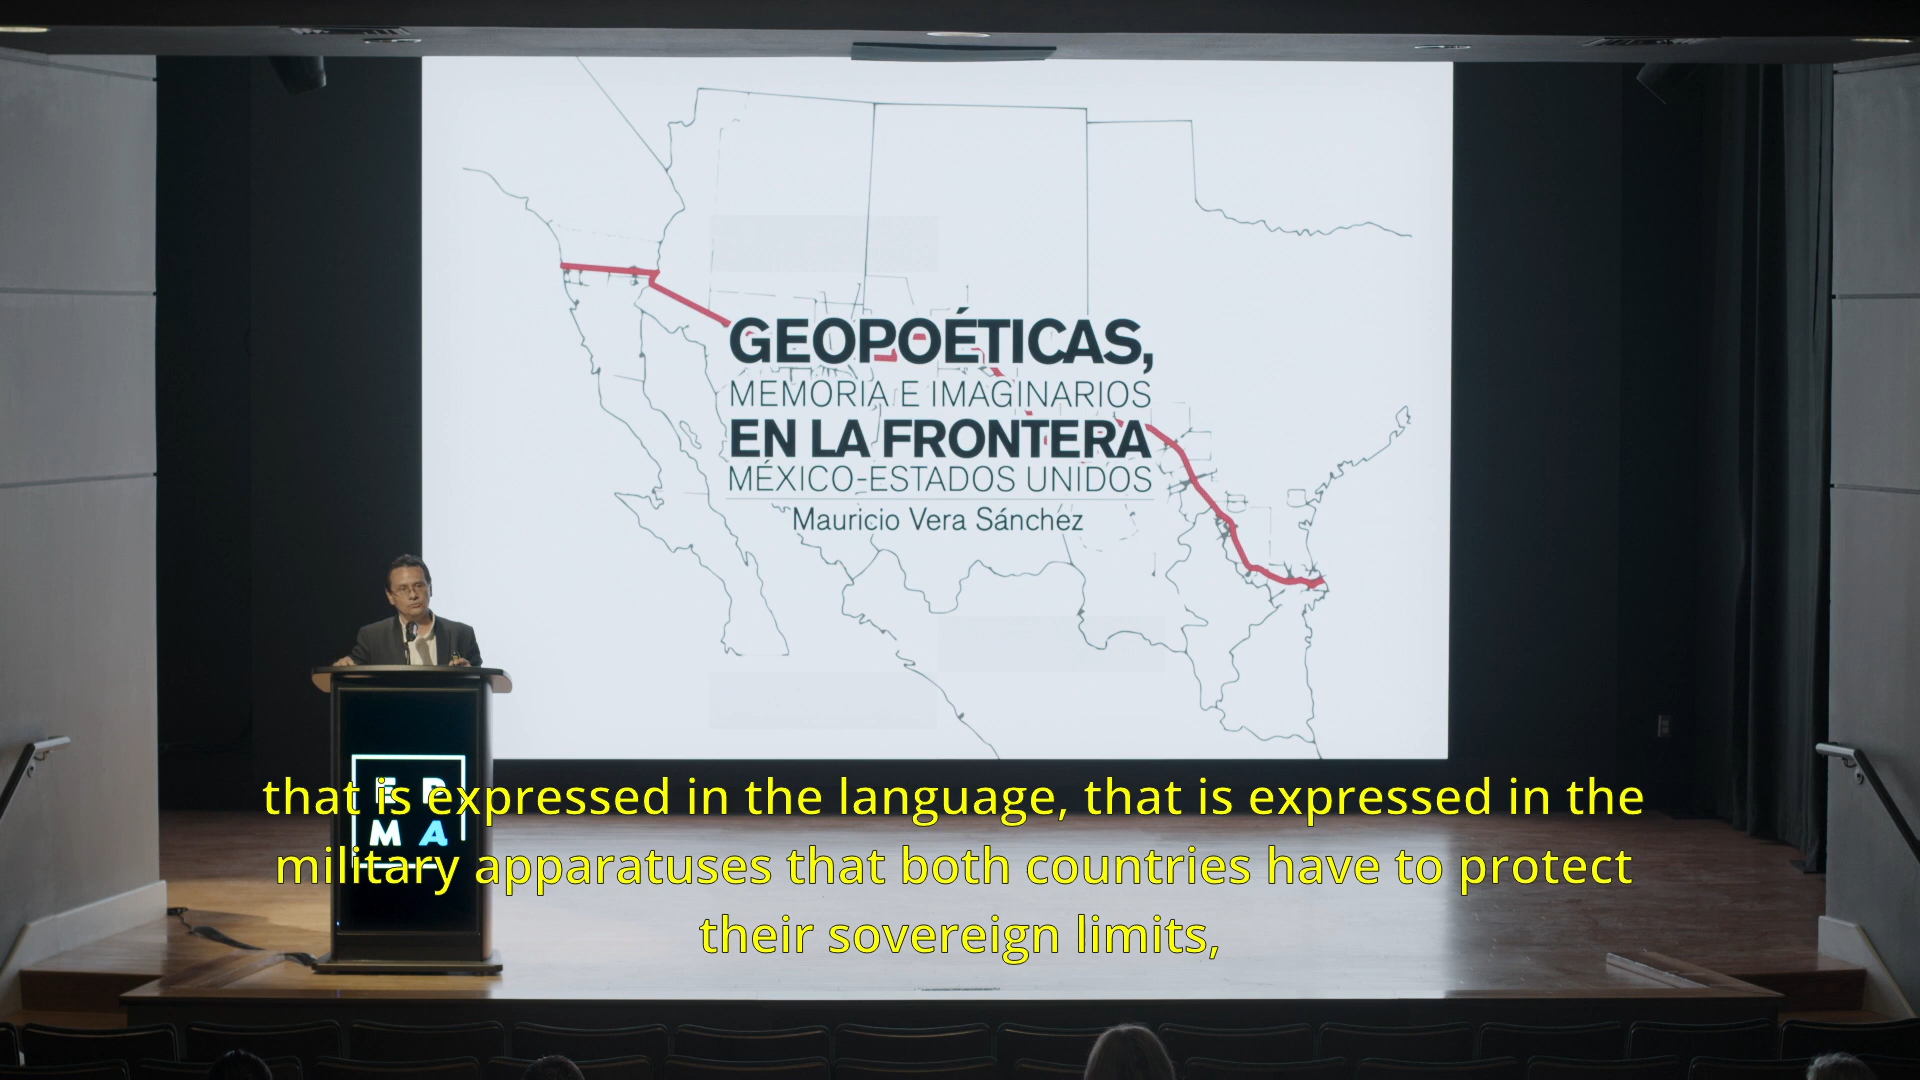 GEOPOÉTICAS,
MEMORIA E IMAGINARIOS
EN LA FRONTERA
MÉXICO-ESTADOS UNIDOS
Mauricio Vera Sánchez
M A
that is expressed in the language, that is expressed in the
military apparatuses that both countries have to protect
their sovereign limits,